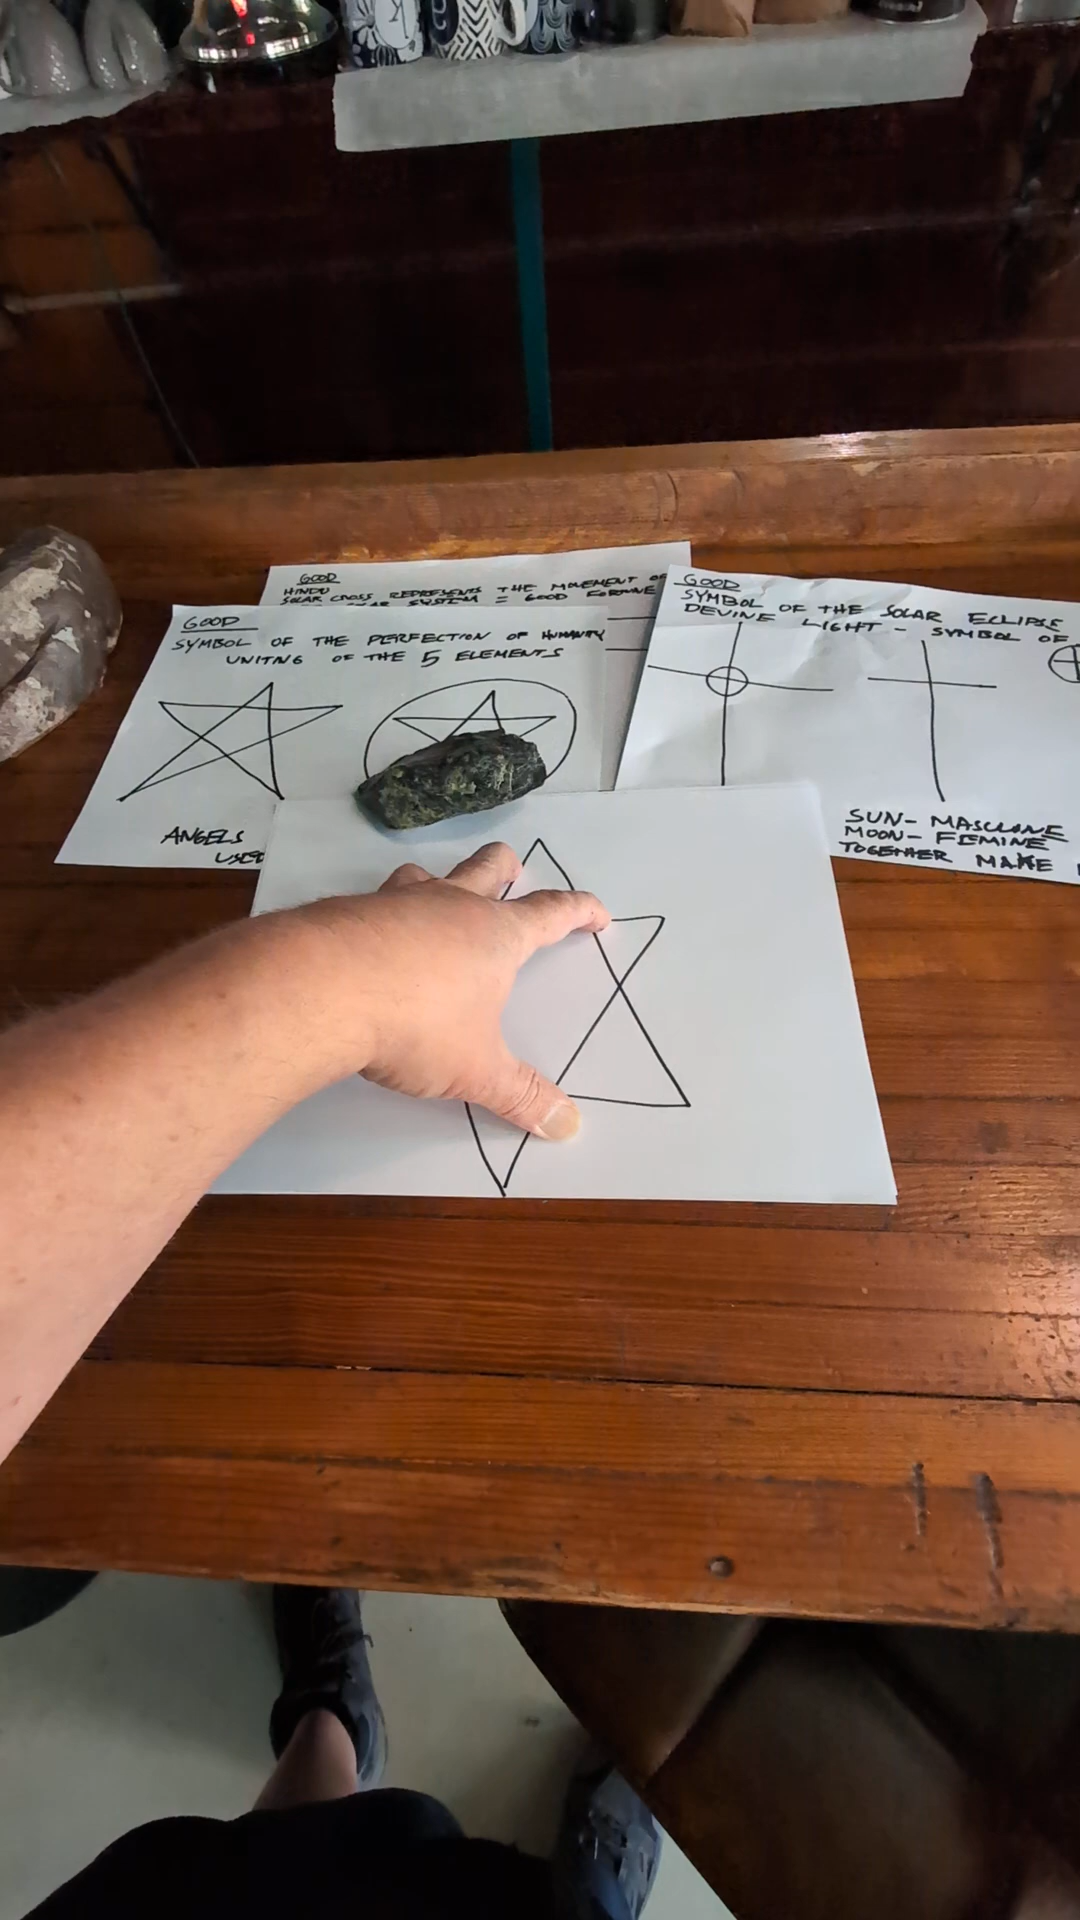 GOOD
HINDU
SOLAR CROSS REPRESENTS THE MOVEMENT OF
SYSTEM = GOOD FORTUNE
GOOD
SYMBOL OF THE PERFECTION OF HUMANITY
UNITNG OF THE 5 ELEMENTS
ANGELS
USED
GOOD
SYMBOL OF THE SOLAR ECLIPSE
DEVINE LIGHT - SYMBOL OF
SUN- MASCULINE
MOON- FEMINE
TOGETHER MAKE